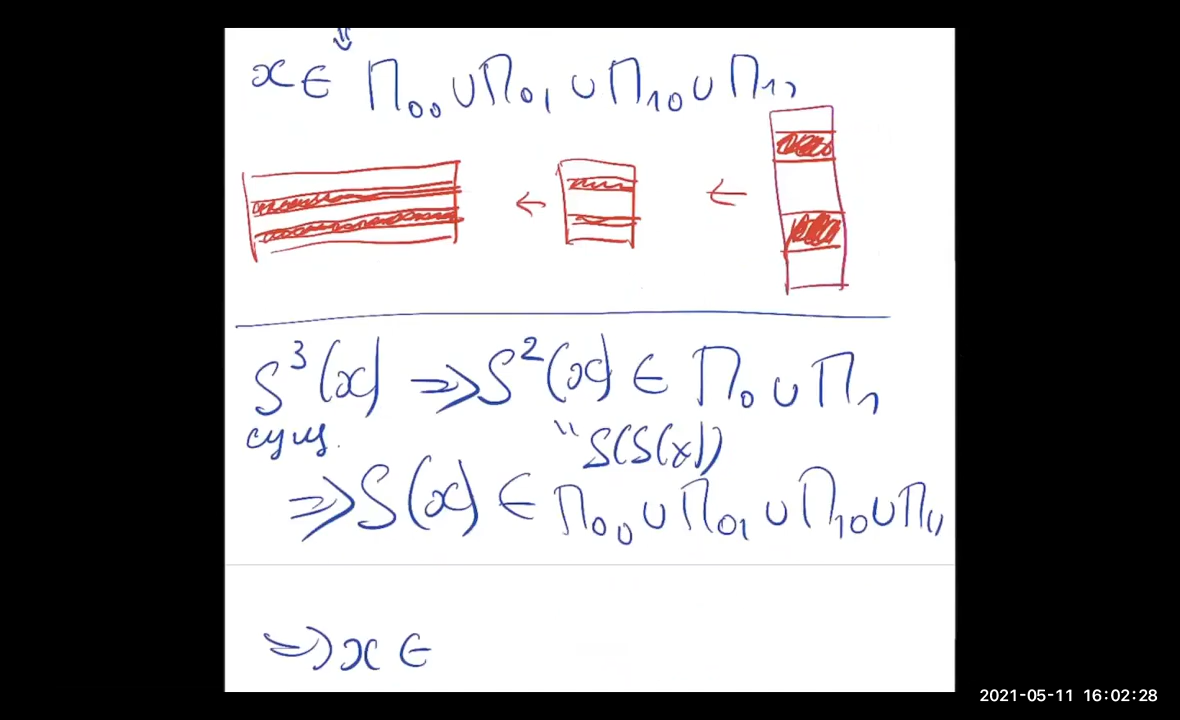 x ∈ Π₀₀ ∪ Π₀₁ ∪ Π₁₀ ∪ Π₁₁
S³(x) ⇒ S²(x) ∈ Π₀ ∪ Π₁
сущ. " S(S(x))
⇒ S(x) ∈ Π₀₀ ∪ Π₀₁ ∪ Π₁₀ ∪ Π₁₁
⇒ x ∈
2021-05-11 16:02:28